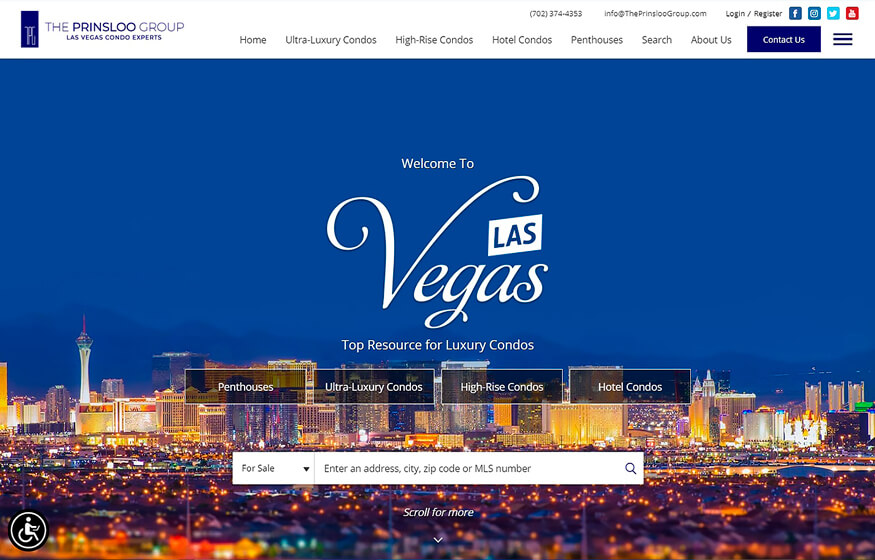 (702) 374-4353 info@ThePrinslooGroup.com Login / Register
THE PRINSLOO GROUP
LAS VEGAS CONDO EXPERTS
Home Ultra-Luxury Condos High-Rise Condos Hotel Condos Penthouses Search About Us Contact Us
Welcome To
LAS
Vegas
Top Resource for Luxury Condos
Penthouses Ultra-Luxury Condos High-Rise Condos Hotel Condos
For Sale Enter an address, city, zip code or MLS number
Scroll for more